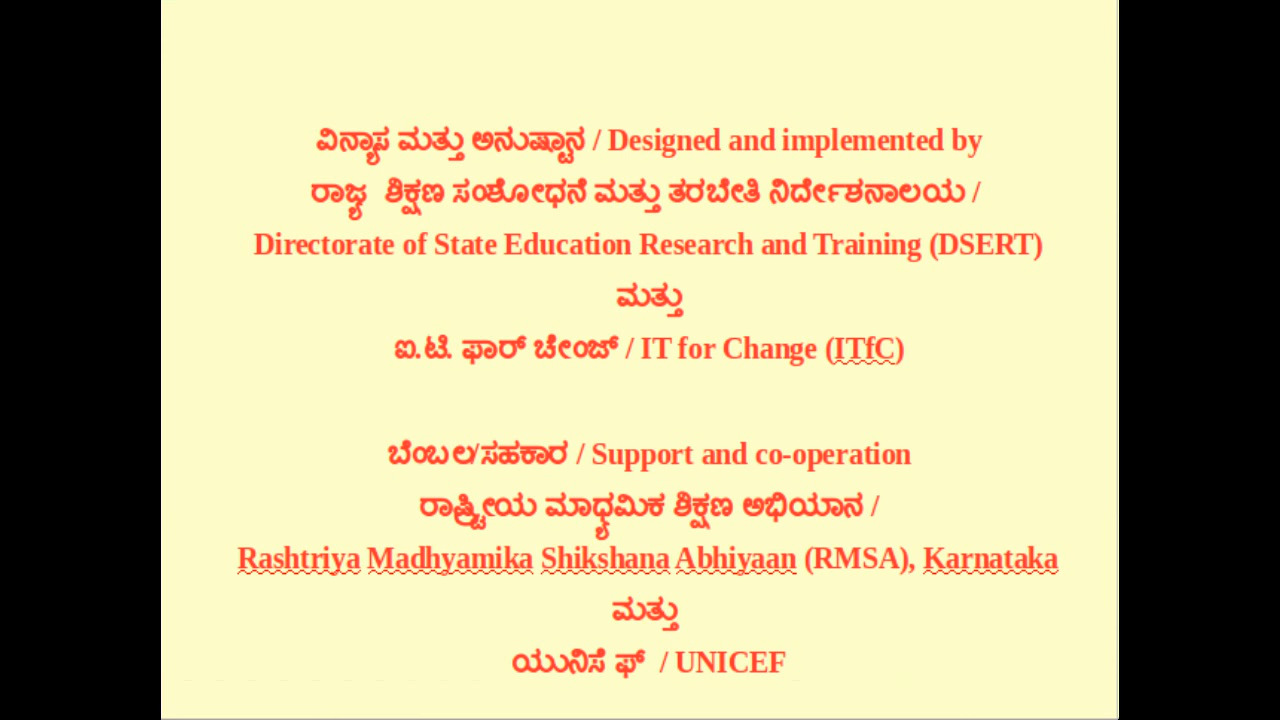 ವಿನ್ಯಾಸ ಮತ್ತು ಅನುಷ್ಟಾನ / Designed and implemented by
ರಾಜ್ಯ ಶಿಕ್ಷಣ ಸಂಶೋಧನೆ ಮತ್ತು ತರಬೇತಿ ನಿರ್ದೇಶನಾಲಯ /
Directorate of State Education Research and Training (DSERT)
ಮತ್ತು
ಐ.ಟಿ. ಫಾರ್ ಚೇಂಜ್ / IT for Change (ITfC)
ಬೆಂಬಲ/ಸಹಕಾರ / Support and co-operation
ರಾಷ್ಟ್ರೀಯ ಮಾಧ್ಯಮಿಕ ಶಿಕ್ಷಣ ಅಭಿಯಾನ /
Rashtriya Madhyamika Shikshana Abhiyaan (RMSA), Karnataka
ಮತ್ತು
ಯುನಿಸೆ ಫ್ / UNICEF